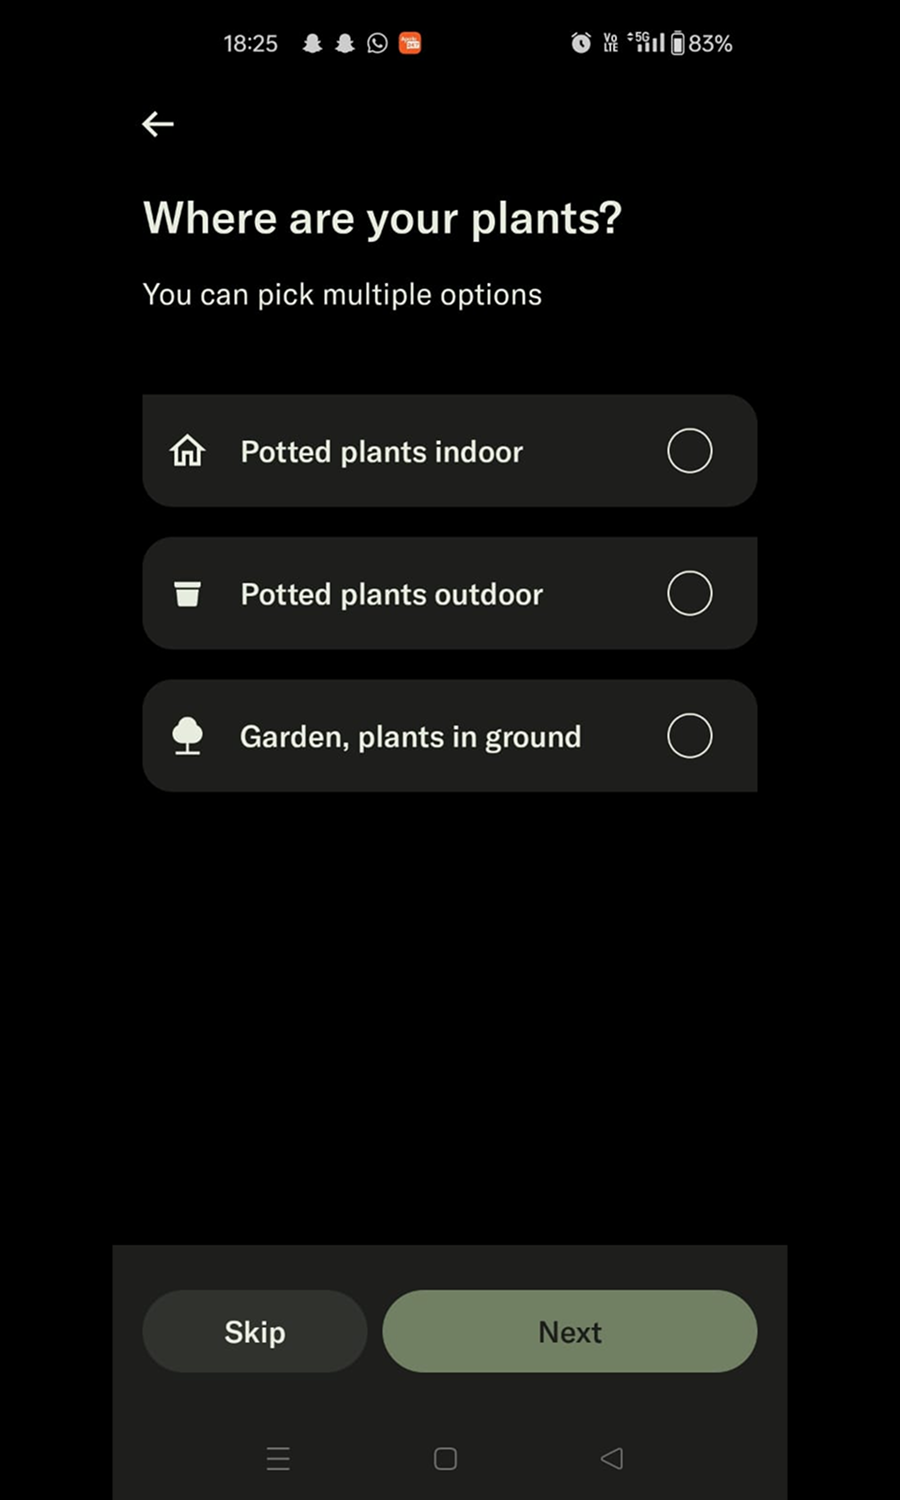 18:25 Vo LTE 5G 83%
Where are your plants?
You can pick multiple options
Potted plants indoor
Potted plants outdoor
Garden, plants in ground
Skip Next